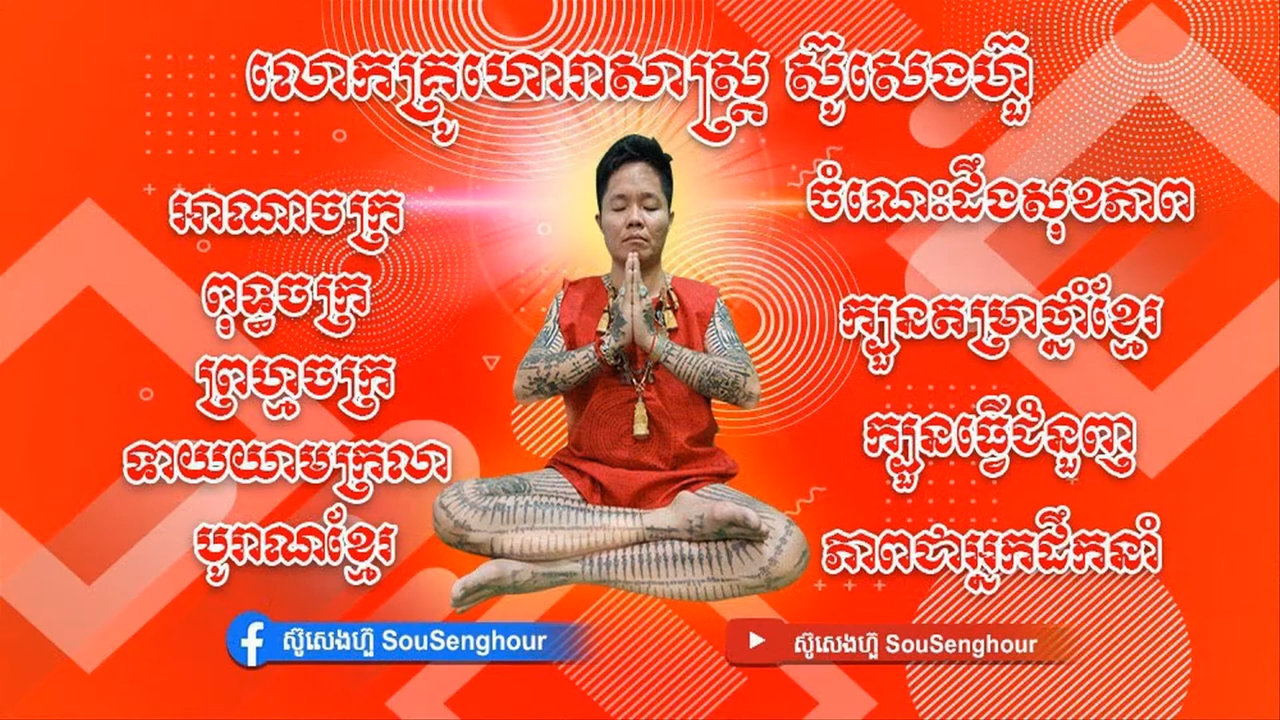 លោកគ្រូហោរាសាស្ត្រ ស៊ូសេងហ៊ួ
អាណាចក្រ
ពុទ្ធចក្រ
ព្រហ្មចក្រ
ទាយយាមក្រលា
បូរាណខ្មែរ
ចំណេះដឹងសុខភាព
ក្បួនតម្រាថ្នាំខ្មែរ
ក្បួនធ្វើជំនួញ
ភាពជាអ្នកដឹកនាំ
ស៊ូសេងហ៊ួ SouSenghour
ស៊ូសេងហ៊ួ SouSenghour